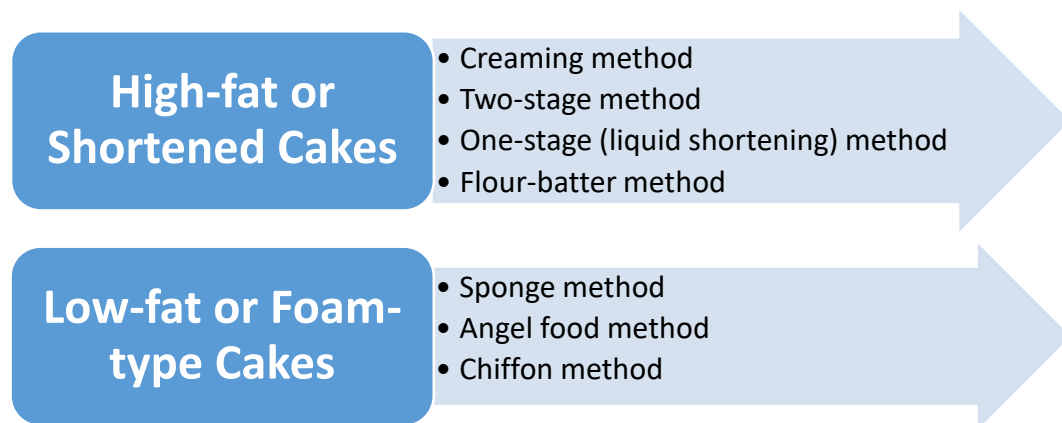 High-fat or
Shortened Cakes
• Creaming method
• Two-stage method
• One-stage (liquid shortening) method
• Flour-batter method
Low-fat or Foam-
type Cakes
• Sponge method
• Angel food method
• Chiffon method